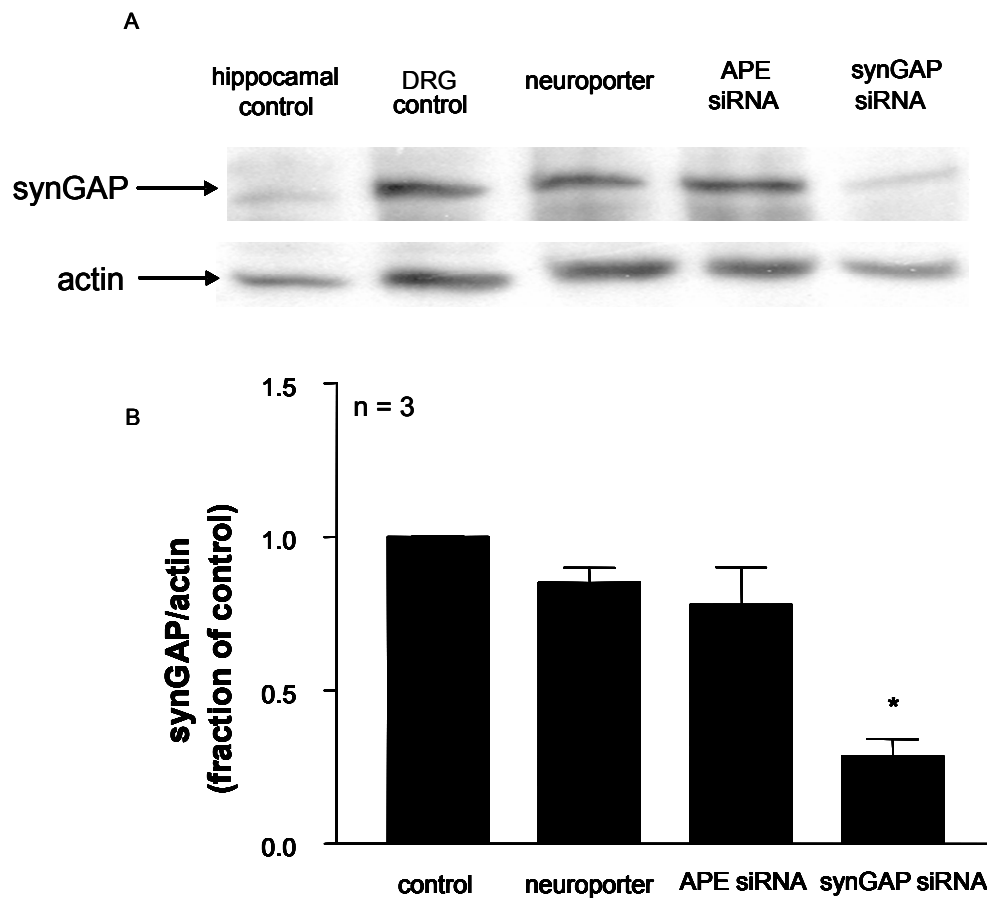 A
hippocamal
control
DRG
control
neuroporter
APE
siRNA
synGAP
siRNA
synGAP
actin
B
1.5
n = 3
1.0
0.5
0.0
synGAP/actin
(fraction of control)
*
control
neuroporter
APE siRNA
synGAP siRNA